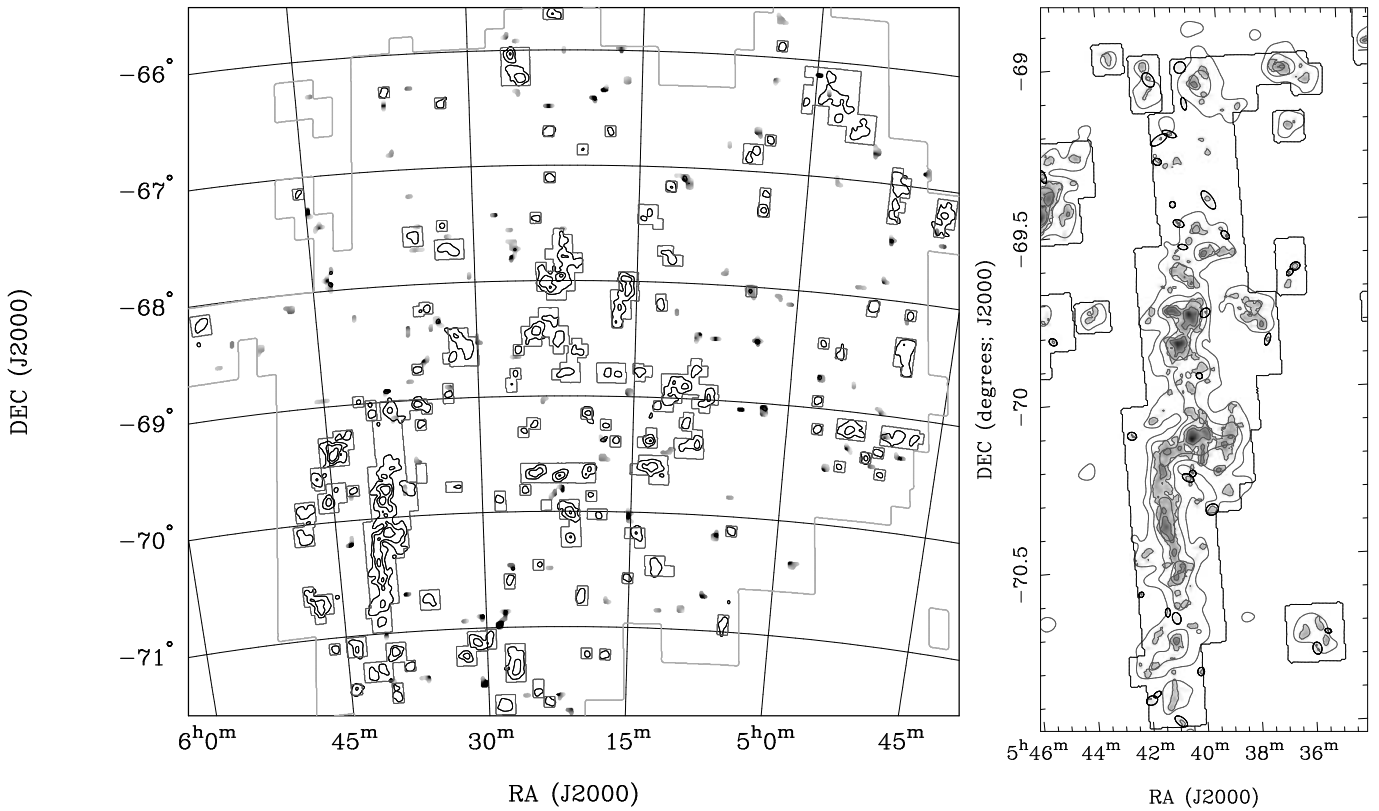 DEC (J2000)
−66°
−67°
−68°
−69°
−70°
−71°
6h0m 45m 30m 15m 5h0m 45m
RA (J2000)
DEC (degrees; J2000)
−69
−69.5
−70
−70.5
5h46m 44m 42m 40m 38m 36m
RA (J2000)